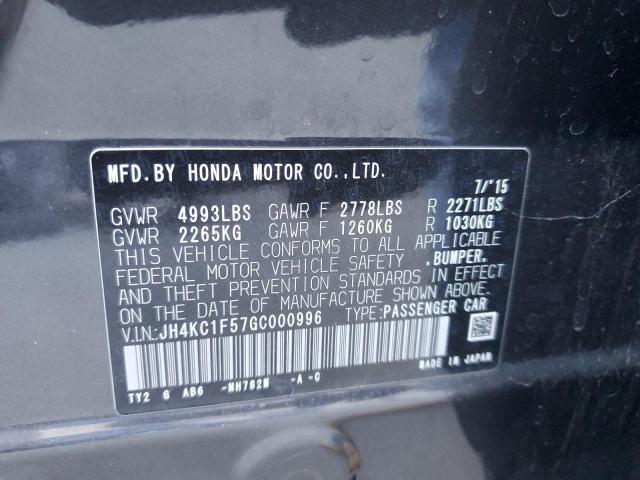 MFD.BY HONDA MOTOR CO.,LTD.
7/'15
GVWR 4993LBS GAWR F 2778LBS R 2271LBS
GVWR 2265KG GAWR F 1260KG R 1030KG
THIS VEHICLE CONFORMS TO ALL APPLICABLE
FEDERAL MOTOR VEHICLE SAFETY ,BUMPER,
AND THEFT PREVENTION STANDARDS IN EFFECT
ON THE DATE OF MANUFACTURE SHOWN ABOVE.
V.I.N:JH4KC1F57GC000996 TYPE:PASSENGER CAR
MADE IN JAPAN
TY2 G AB6 -NH782M -A -C